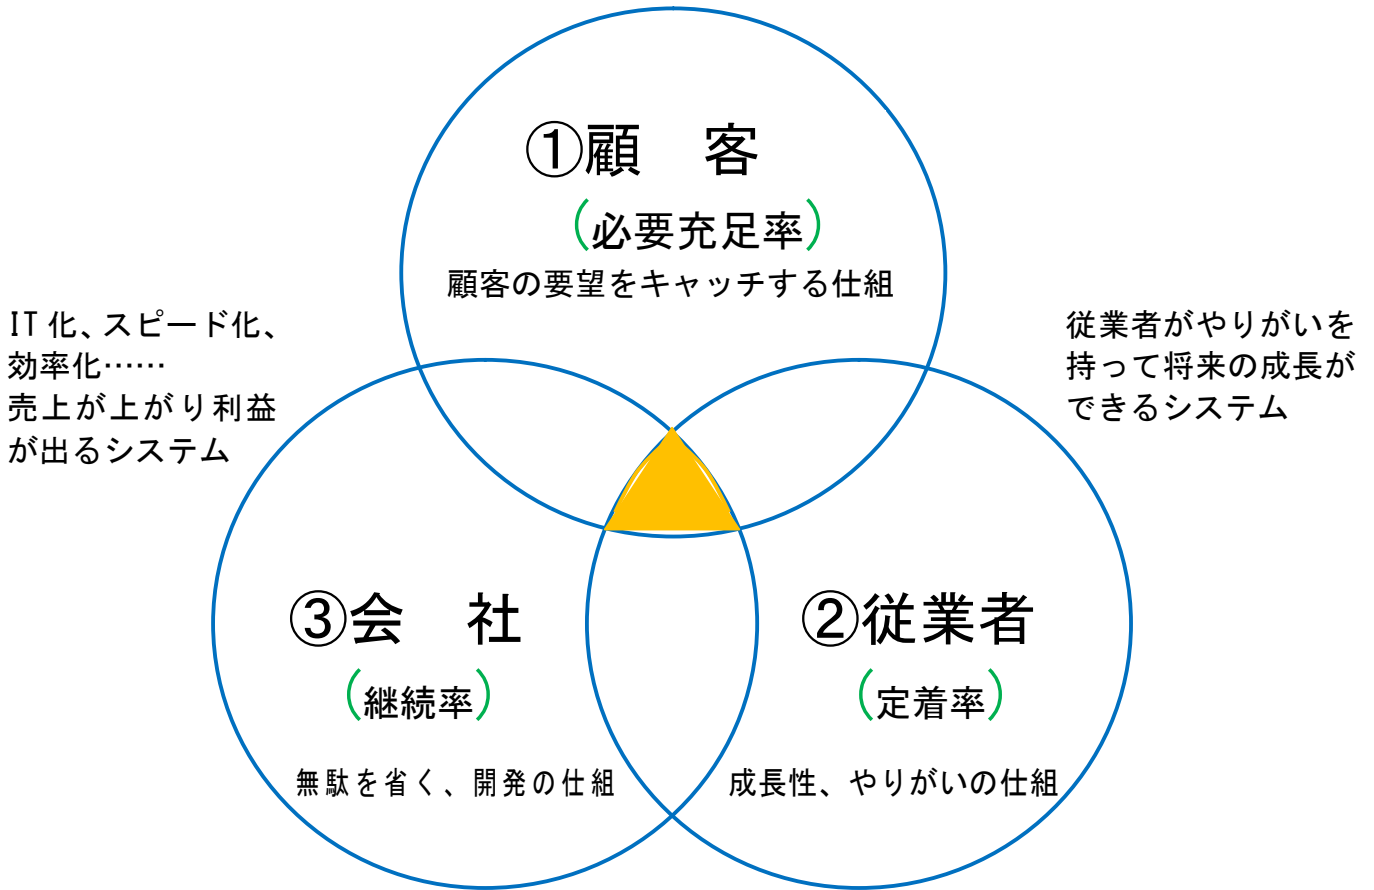 ①顧　客
(必要充足率)
顧客の要望をキャッチする仕組
IT化、スピード化、
効率化……
売上が上がり利益
が出るシステム
従業者がやりがいを
持って将来の成長が
できるシステム
③会　社
(継続率)
無駄を省く、開発の仕組
②従業者
(定着率)
成長性、やりがいの仕組